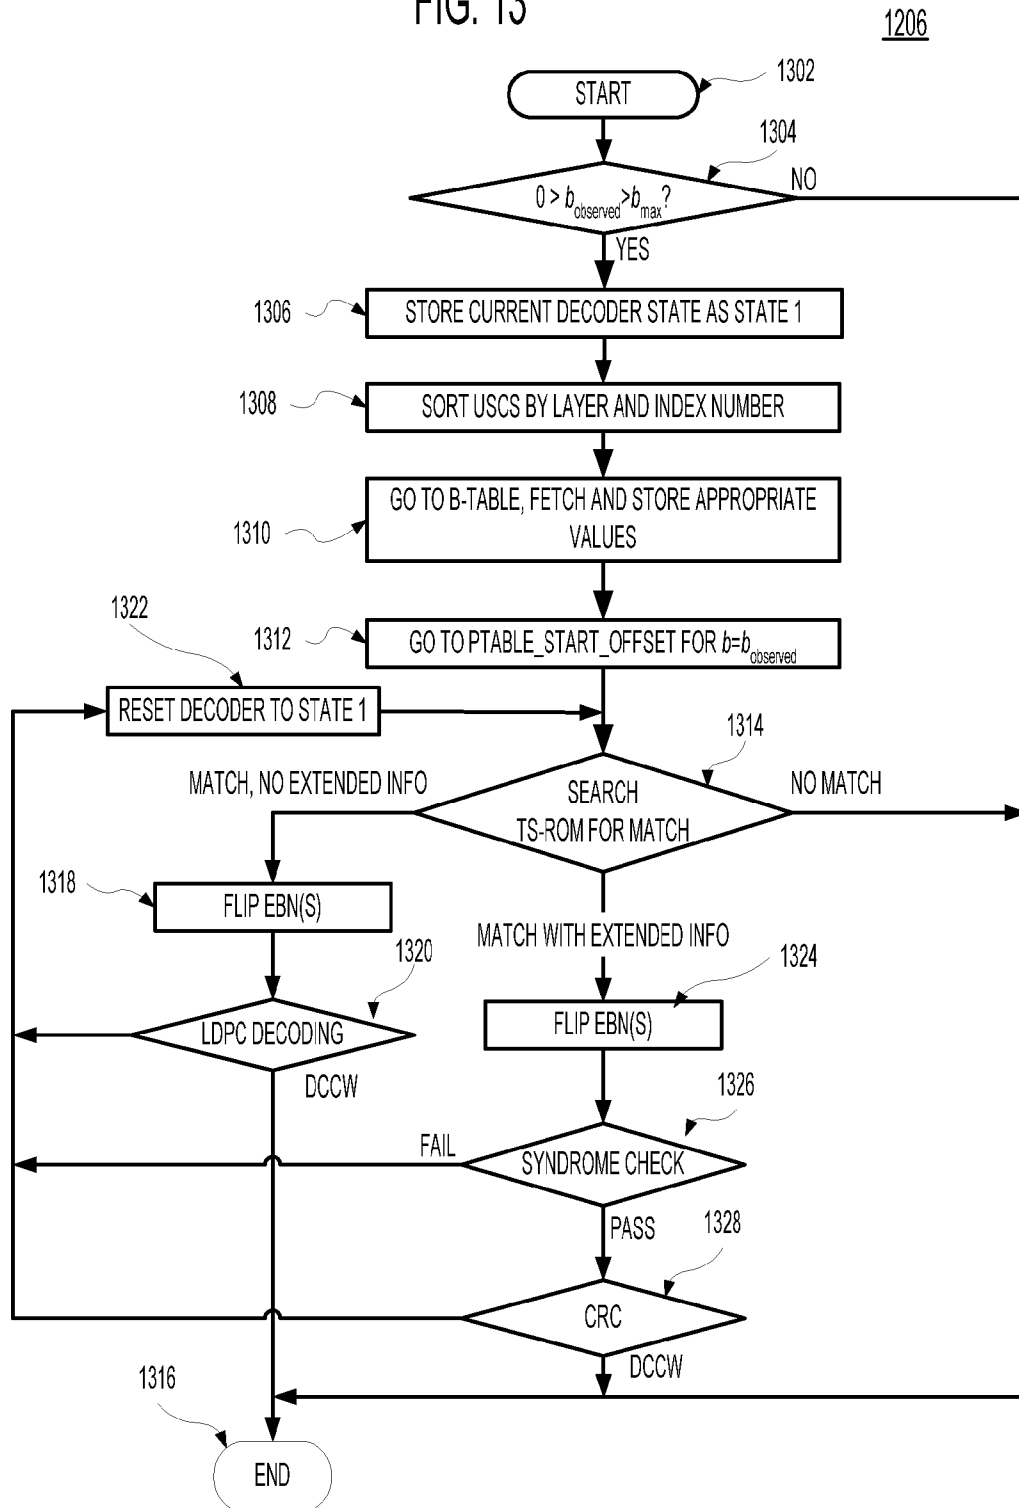 FIG. 13
1206
START
1302
1304
0 > b observed > b max ?
NO
YES
1306
STORE CURRENT DECODER STATE AS STATE 1
1308
SORT USCS BY LAYER AND INDEX NUMBER
1310
GO TO B-TABLE, FETCH AND STORE APPROPRIATE
VALUES
1322
1312
GO TO PTABLE_START_OFFSET FOR b=b observed
RESET DECODER TO STATE 1
1314
MATCH, NO EXTENDED INFO
SEARCH
TS-ROM FOR MATCH
NO MATCH
1318
FLIP EBN(S)
MATCH WITH EXTENDED INFO
1320
1324
LDPC DECODING
FLIP EBN(S)
DCCW
1326
FAIL
SYNDROME CHECK
PASS
1328
CRC
DCCW
1316
END